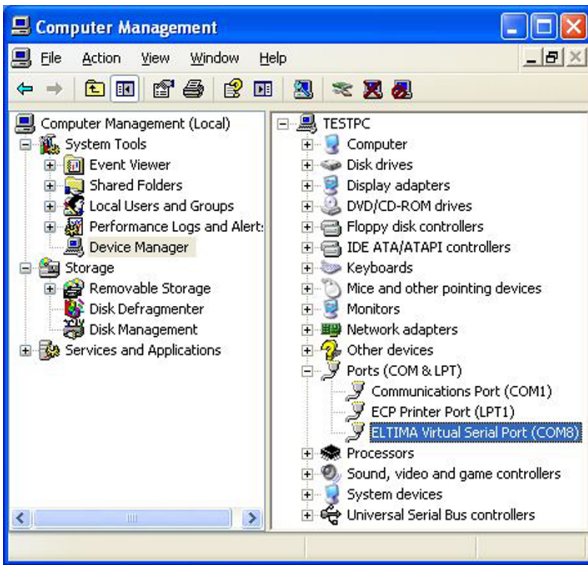 Computer Management
File Action View Window Help
Computer Management (Local)
System Tools
Event Viewer
Shared Folders
Local Users and Groups
Performance Logs and Alert:
Device Manager
Storage
Removable Storage
Disk Defragmenter
Disk Management
Services and Applications
TESTPC
Computer
Disk drives
Display adapters
DVD/CD-ROM drives
Floppy disk controllers
IDE ATA/ATAPI controllers
Keyboards
Mice and other pointing devices
Monitors
Network adapters
Other devices
Ports (COM & LPT)
Communications Port (COM1)
ECP Printer Port (LPT1)
ELTIMA Virtual Serial Port (COM8)
Processors
Sound, video and game controllers
System devices
Universal Serial Bus controllers